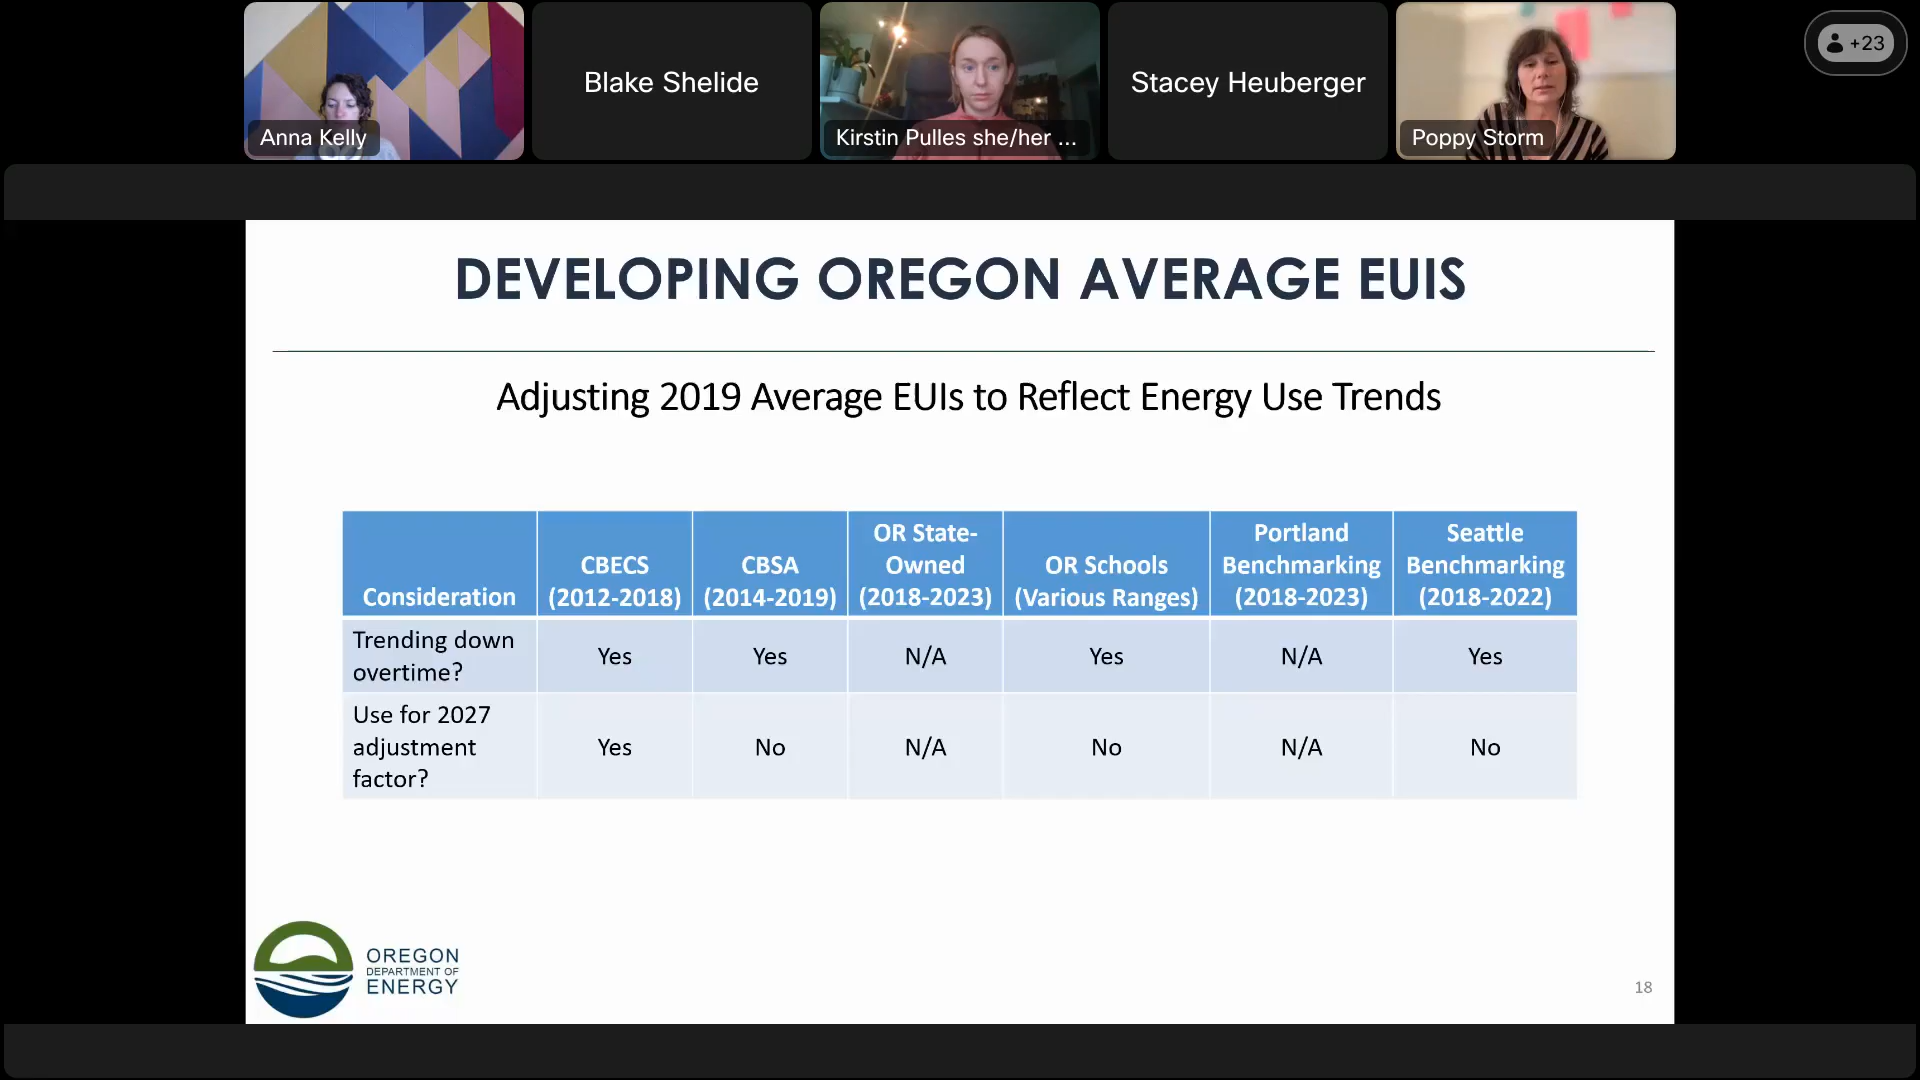 Anna Kelly
Blake Shelide
Kirstin Pulles she/her ...
Stacey Heuberger
Poppy Storm
+23
DEVELOPING OREGON AVERAGE EUIS
Adjusting 2019 Average EUIs to Reflect Energy Use Trends
Consideration
CBECS
(2012-2018)
CBSA
(2014-2019)
OR State-
Owned
(2018-2023)
OR Schools
(Various Ranges)
Portland
Benchmarking
(2018-2023)
Seattle
Benchmarking
(2018-2022)
Trending down
overtime?
Yes
Yes
N/A
Yes
N/A
Yes
Use for 2027
adjustment
factor?
Yes
No
N/A
No
N/A
No
OREGON
DEPARTMENT OF
ENERGY
18